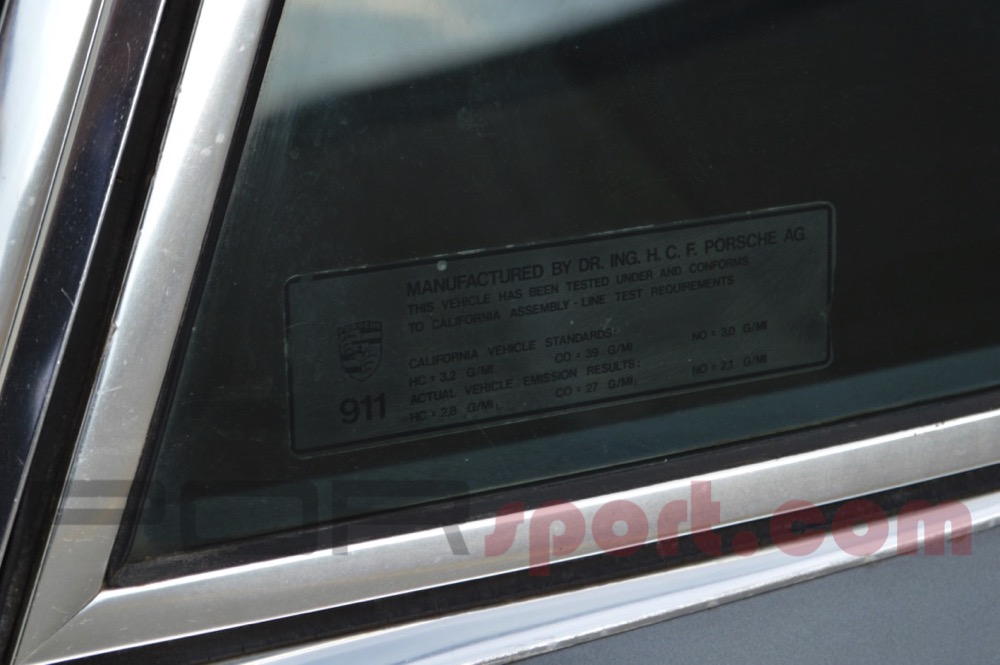 MANUFACTURED BY DR. ING. H. C. F. PORSCHE AG
THIS VEHICLE HAS BEEN TESTED UNDER AND CONFORMS
TO CALIFORNIA ASSEMBLY - LINE TEST REQUIREMENTS
CALIFORNIA VEHICLE STANDARDS:
HC = 3,2 G/MI CO = 39 G/MI NO = 3,0 G/MI
ACTUAL VEHICLE EMISSION RESULTS:
HC = 2,8 G/MI CO = 27 G/MI NO = 2,1 G/MI
911
PORsport.com